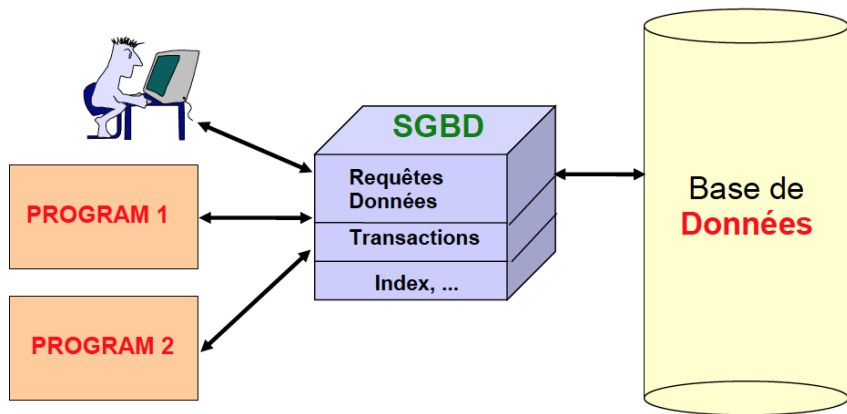 SGBD
Requêtes
Données
Transactions
Index, ...
PROGRAM 1
PROGRAM 2
Base de
Données